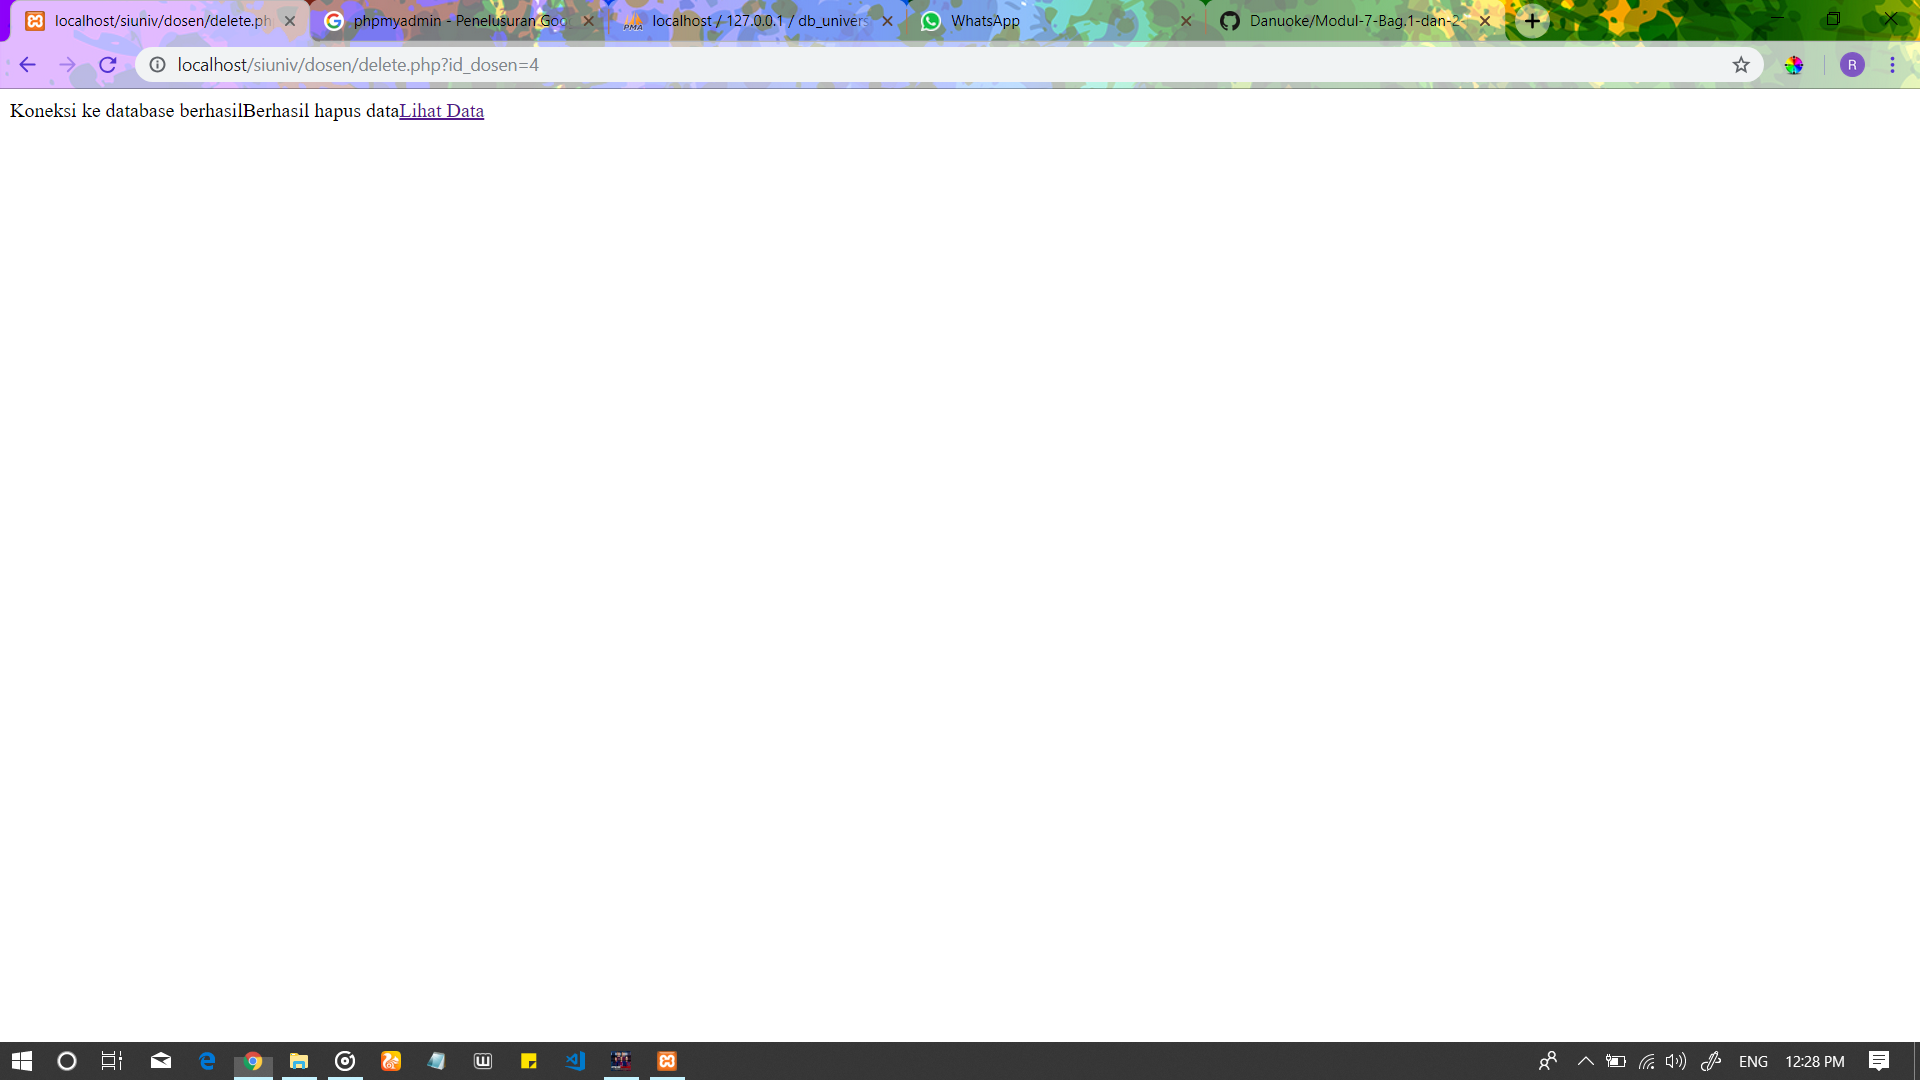 localhost/siuniv/dosen/delete.ph
phpmyadmin - Penelusuran Goo
localhost / 127.0.0.1 / db_univers
WhatsApp
Danuoke/Modul-7-Bag.1-dan-2-
localhost/siuniv/dosen/delete.php?id_dosen=4
R
Koneksi ke database berhasilBerhasil hapus dataLihat Data
ENG
12:28 PM